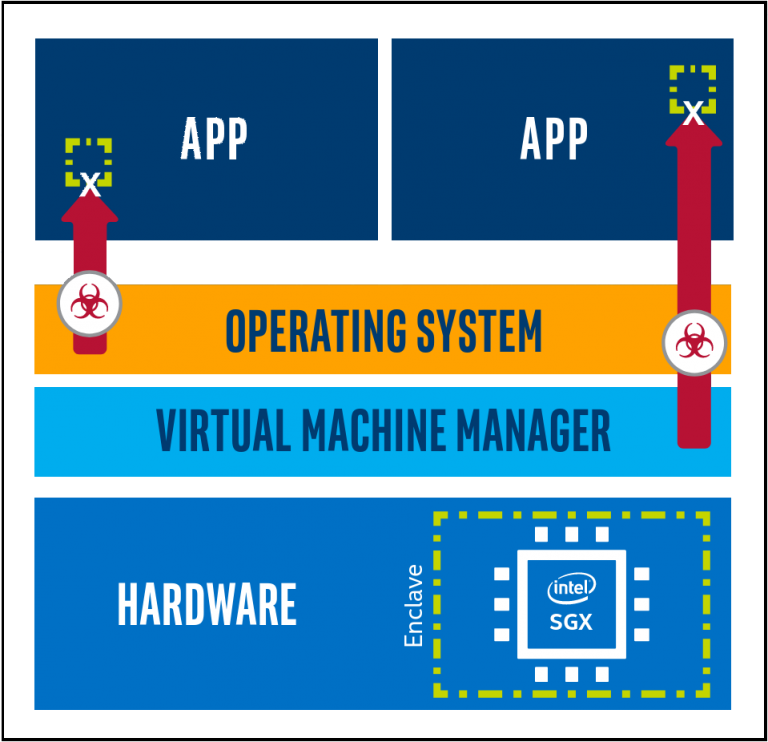 APP
APP
X
X
OPERATING SYSTEM
VIRTUAL MACHINE MANAGER
HARDWARE
Enclave
intel
SGX